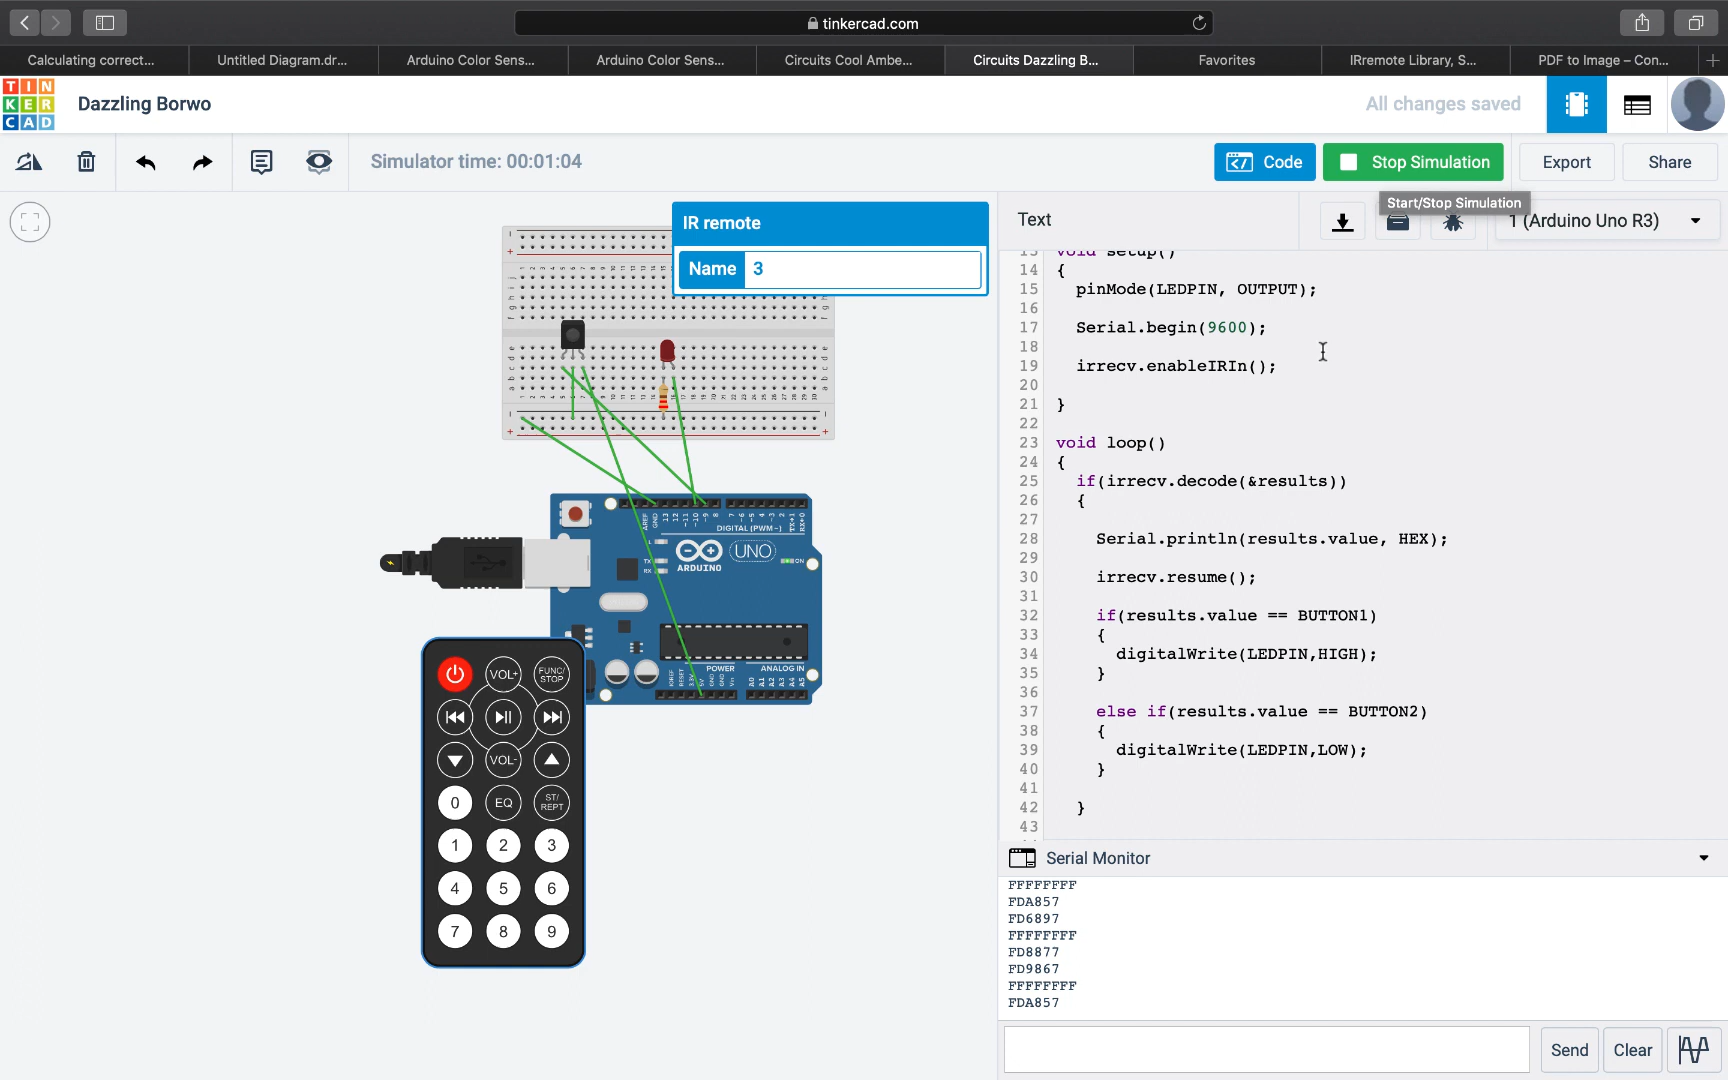 tinkercad.com
Calculating correct...
Untitled Diagram.dr...
Arduino Color Sens...
Arduino Color Sens...
Circuits Cool Ambe...
Circuits Dazzling B...
Favorites
IRremote Library, S...
PDF to Image – Con...
TIN
KER
CAD
Dazzling Borwo
All changes saved
Simulator time: 00:01:04
Code
Stop Simulation
Export
Share
Start/Stop Simulation
IR remote
Name 3
Text
1 (Arduino Uno R3)
13 void setup()
14 {
15 pinMode(LEDPIN, OUTPUT);
16
17 Serial.begin(9600);
18
19 irrecv.enableIRIn();
20
21 }
22
23 void loop()
24 {
25 if(irrecv.decode(&results))
26 {
27
28 Serial.println(results.value, HEX);
29
30 irrecv.resume();
31
32 if(results.value == BUTTON1)
33 {
34 digitalWrite(LEDPIN,HIGH);
35 }
36
37 else if(results.value == BUTTON2)
38 {
39 digitalWrite(LEDPIN,LOW);
40 }
41
42 }
43
DIGITAL (PWM~)
UNO
ARDUINO
ON
TX
RX
POWER
ANALOG IN
VOL+
FUNC/
STOP
VOL-
0
EQ
ST/
REPT
1 2 3
4 5 6
7 8 9
Serial Monitor
FFFFFFFF
FDA857
FD6897
FFFFFFFF
FD8877
FD9867
FFFFFFFF
FDA857
Send
Clear